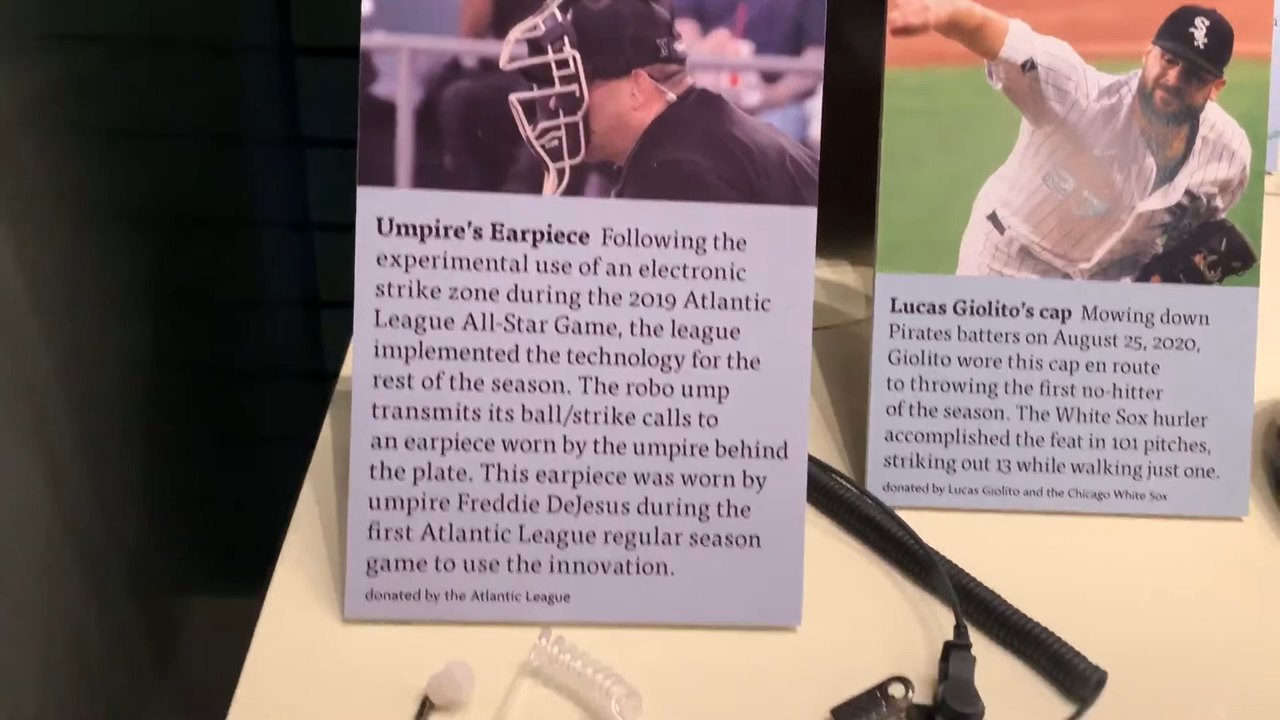 Umpire's Earpiece Following the
experimental use of an electronic
strike zone during the 2019 Atlantic
League All-Star Game, the league
implemented the technology for the
rest of the season. The robo ump
transmits its ball/strike calls to
an earpiece worn by the umpire behind
the plate. This earpiece was worn by
umpire Freddie DeJesus during the
first Atlantic League regular season
game to use the innovation.
donated by the Atlantic League
Sox
Lucas Giolito's cap Mowing down
Pirates batters on August 25, 2020,
Giolito wore this cap en route
to throwing the first no-hitter
of the season. The White Sox hurler
accomplished the feat in 101 pitches,
striking out 13 while walking just one.
donated by Lucas Giolito and the Chicago White Sox